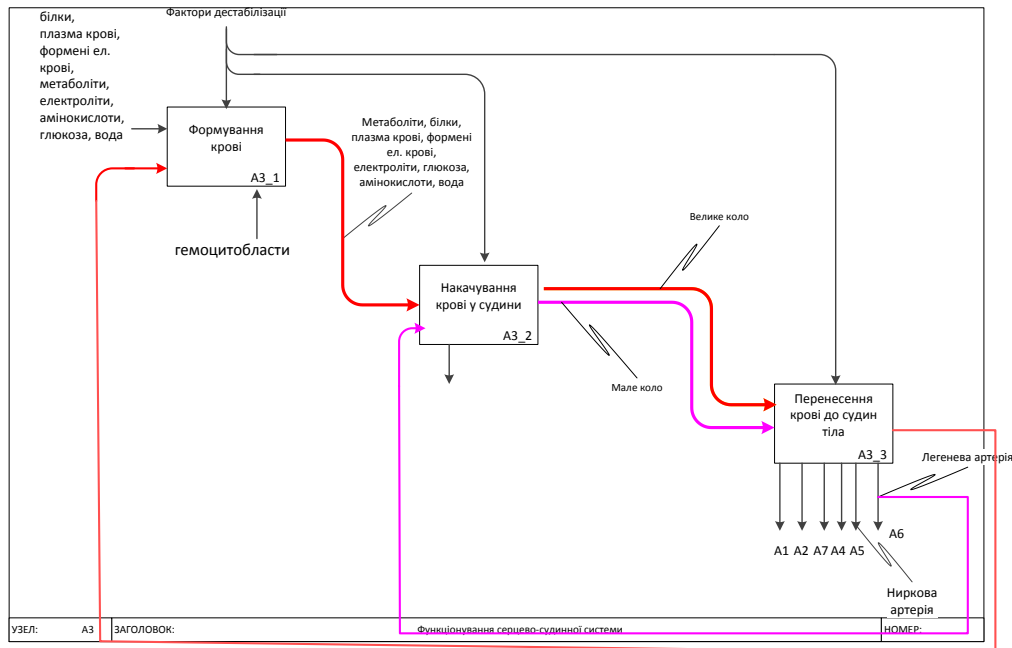 Фактори дестабілізації
білки,
плазма крові,
формені ел.
крові,
метаболіти,
електроліти,
амінокислоти,
глюкоза, вода
Формування
крові
А3_1
гемоцитобласти
Метаболіти, білки,
плазма крові, формені
ел. крові,
електроліти, глюкоза,
амінокислоти, вода
Накачування
крові у судини
А3_2
Велике коло
Мале коло
Перенесення
крові до судин
тіла
А3_3
Легенева артерія
А1 А2 А7 А4 А5
А6
Ниркова
артерія
УЗЕЛ: А3 ЗАГОЛОВОК: Функціонування серцево-судинної системи НОМЕР: